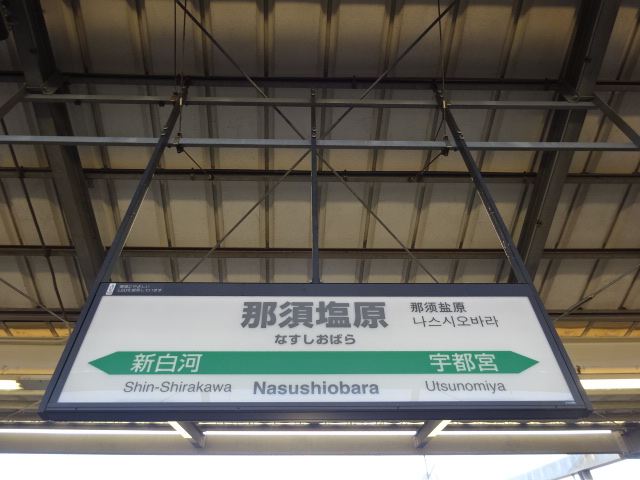 那須塩原
なすしおばら
那须盐原
나스시오바라
新白河
宇都宮
Shin-Shirakawa
Nasushiobara
Utsunomiya